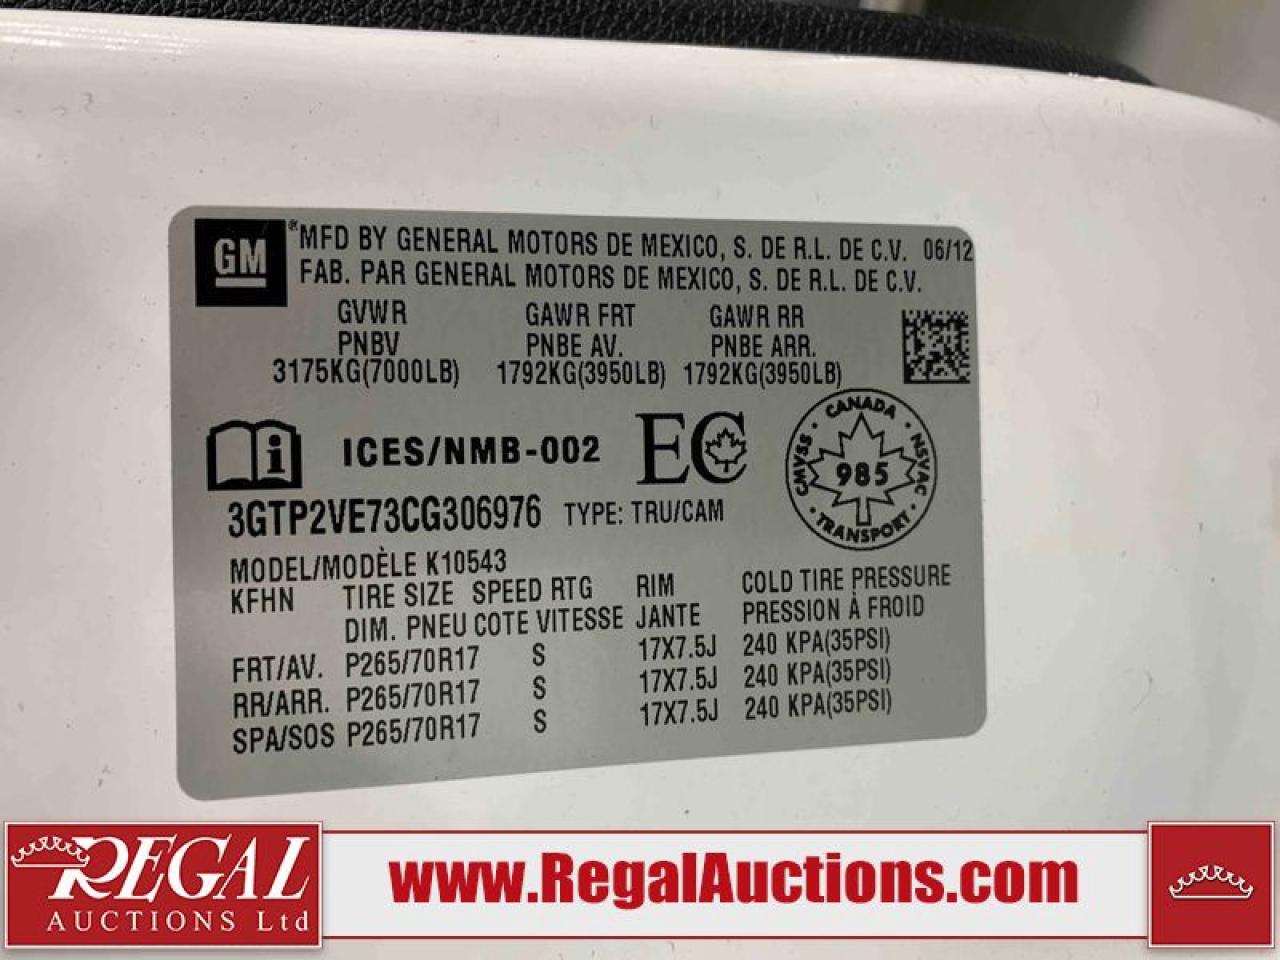 GM® MFD BY GENERAL MOTORS DE MEXICO, S. DE R.L. DE C.V. 06/12
FAB. PAR GENERAL MOTORS DE MEXICO, S. DE R.L. DE C.V.
GVWR GAWR FRT GAWR RR
PNBV PNBE AV. PNBE ARR.
3175KG(7000LB) 1792KG(3950LB) 1792KG(3950LB)
i ICES/NMB-002 EC
CANADA
CMVSS · NSVAC
985
· TRANSPORT ·
3GTP2VE73CG306976 TYPE: TRU/CAM
MODEL/MODÈLE K10543
KFHN TIRE SIZE SPEED RTG RIM COLD TIRE PRESSURE
DIM. PNEU COTE VITESSE JANTE PRESSION À FROID
FRT/AV. P265/70R17 S 17X7.5J 240 KPA(35PSI)
RR/ARR. P265/70R17 S 17X7.5J 240 KPA(35PSI)
SPA/SOS P265/70R17 S 17X7.5J 240 KPA(35PSI)
REGAL
AUCTIONS Ltd
www.RegalAuctions.com